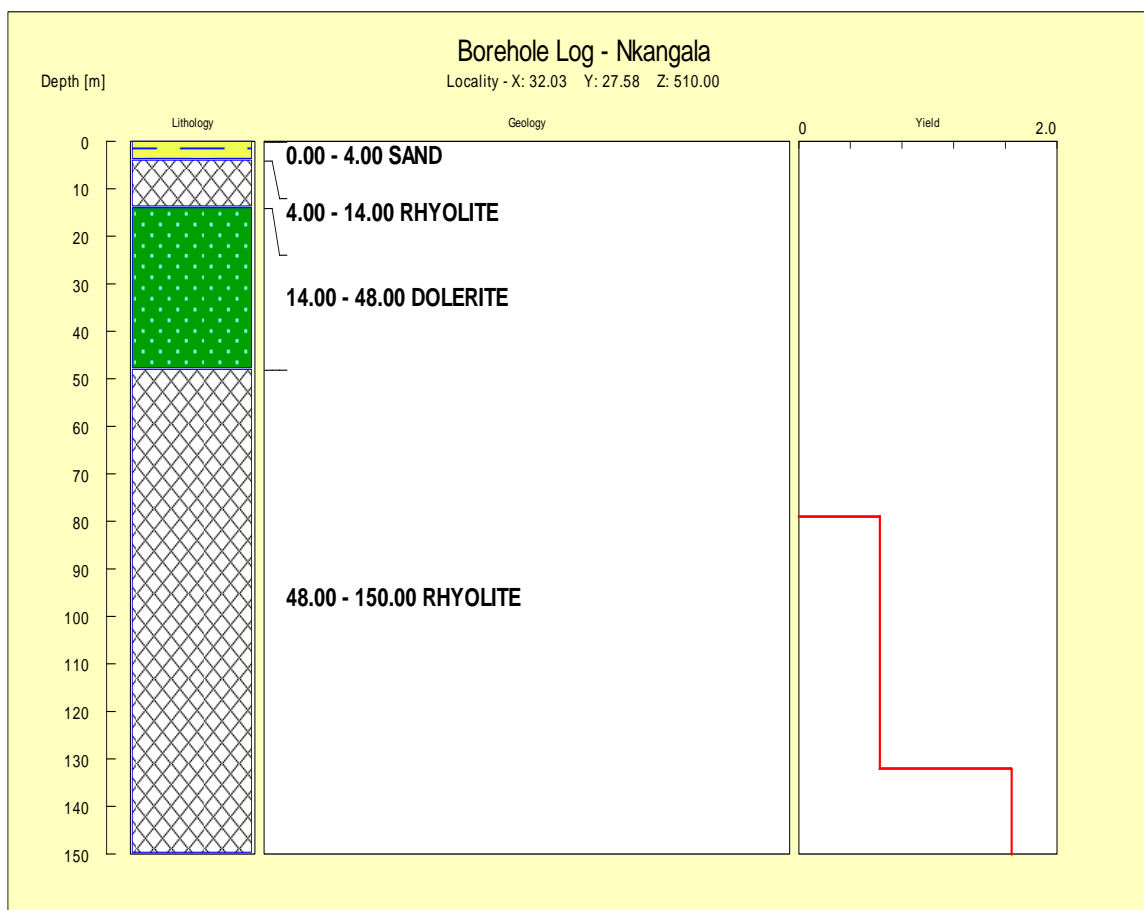 Borehole Log - Nkangala
Depth [m]
Locality - X: 32.03 Y: 27.58 Z: 510.00
Lithology
Geology
0 Yield 2.0
0
0.00 - 4.00 SAND
10
4.00 - 14.00 RHYOLITE
20
30
14.00 - 48.00 DOLERITE
40
50
60
70
80
90
48.00 - 150.00 RHYOLITE
100
110
120
130
140
150